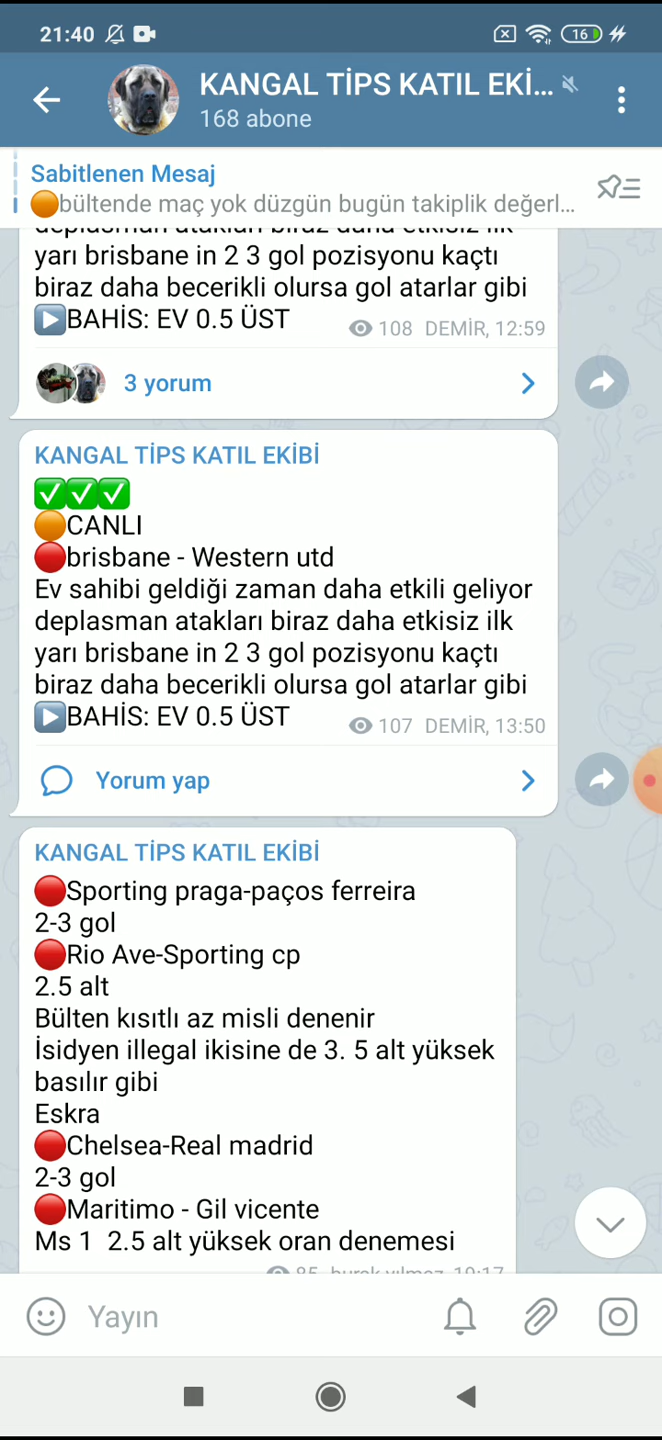 21:40
16
KANGAL TİPS KATIL EKİ...
168 abone
Sabitlenen Mesaj
🟠bültende maç yok düzgün bugün takiplik değerl...
deplasman atakları biraz daha etkisiz ilk
yarı brisbane in 2 3 gol pozisyonu kaçtı
biraz daha becerikli olursa gol atarlar gibi
▶️BAHİS: EV 0.5 ÜST
108 DEMİR, 12:59
3 yorum
KANGAL TİPS KATIL EKİBİ
✅✅✅
🟠CANLI
🔴brisbane - Western utd
Ev sahibi geldiği zaman daha etkili geliyor
deplasman atakları biraz daha etkisiz ilk
yarı brisbane in 2 3 gol pozisyonu kaçtı
biraz daha becerikli olursa gol atarlar gibi
▶️BAHİS: EV 0.5 ÜST
107 DEMİR, 13:50
Yorum yap
KANGAL TİPS KATIL EKİBİ
🔴Sporting praga-paços ferreira
2-3 gol
🔴Rio Ave-Sporting cp
2.5 alt
Bülten kısıtlı az misli denenir
İsidyen illegal ikisine de 3. 5 alt yüksek
basılır gibi
Eskra
🔴Chelsea-Real madrid
2-3 gol
🔴Maritimo - Gil vicente
Ms 1  2.5 alt yüksek oran denemesi
85 burak yılmaz, 19:17
Yayın